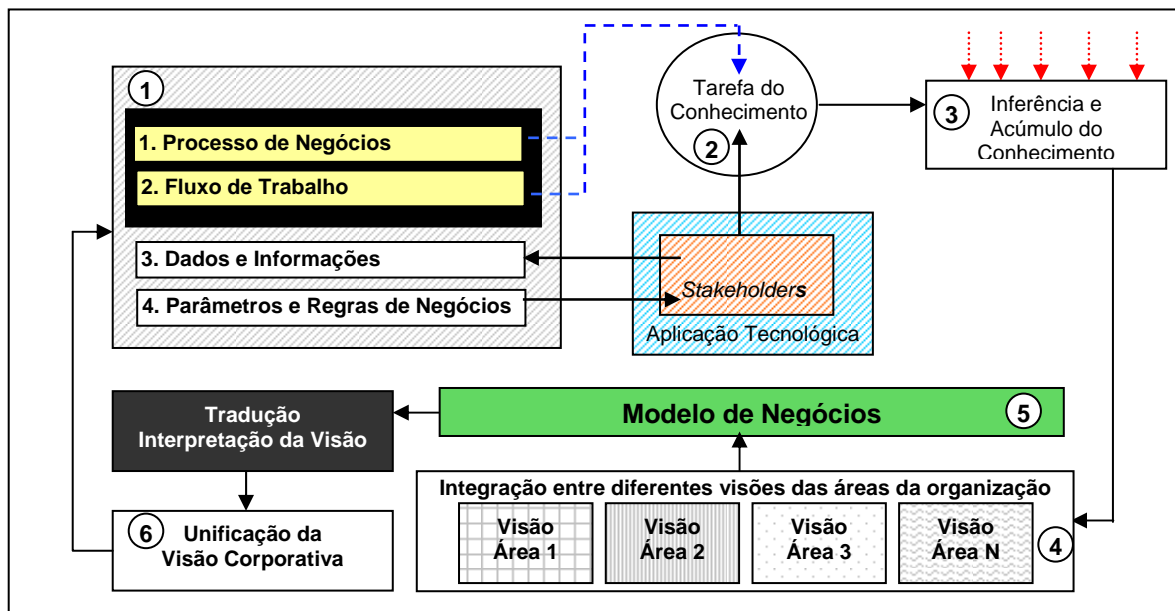 1
1. Processo de Negócios
2. Fluxo de Trabalho
3. Dados e Informações
4. Parâmetros e Regras de Negócios
Tarefa do
Conhecimento
2
3
Inferência e
Acúmulo do
Conhecimento
Stakeholders
Aplicação Tecnológica
Tradução
Interpretação da Visão
Modelo de Negócios
5
6
Unificação da
Visão Corporativa
Integração entre diferentes visões das áreas da organização
Visão
Área 1
Visão
Área 2
Visão
Área 3
Visão
Área N
4